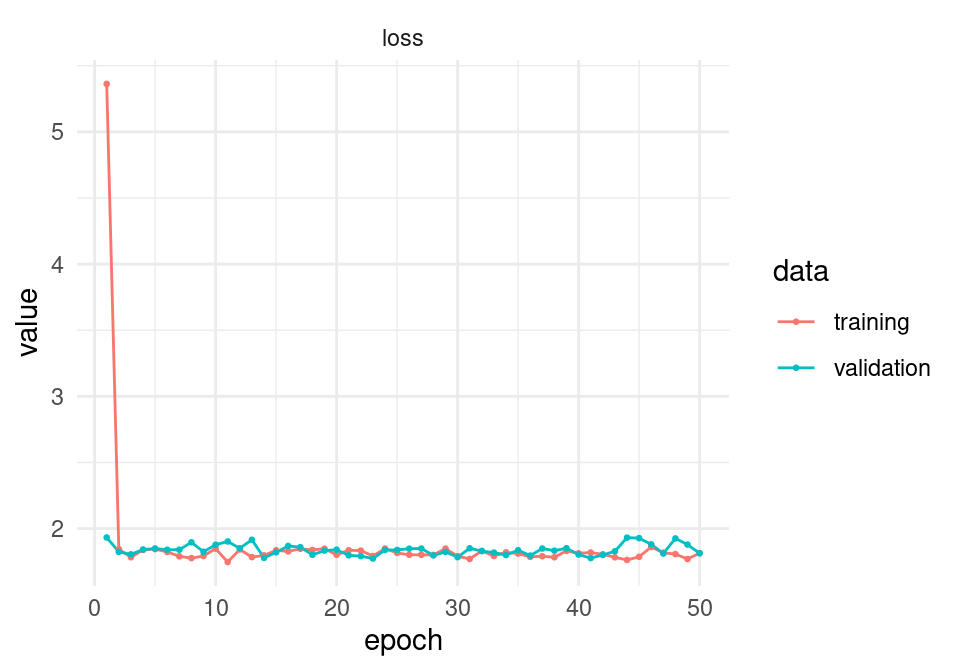 loss
5
4
3
2
value
0 10 20 30 40 50
epoch
data
training
validation